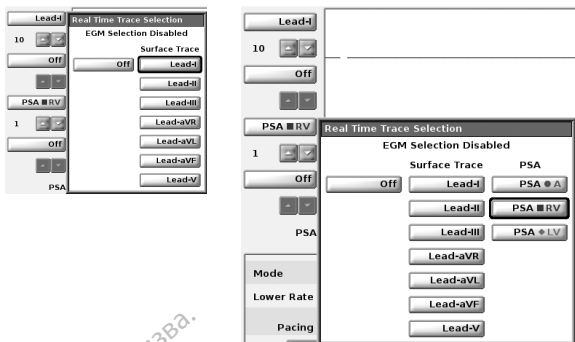 Lead-I
10
Off
PSA ■ RV
1
Off
PSA
Real Time Trace Selection
EGM Selection Disabled
Surface Trace
Off
Lead-I
Lead-II
Lead-III
Lead-aVR
Lead-aVL
Lead-aVF
Lead-V
Lead-I
10
Off
PSA ■ RV
1
Off
PSA
Mode
Lower Rate
Pacing
Real Time Trace Selection
EGM Selection Disabled
Surface Trace PSA
Off Lead-I PSA ● A
Lead-II PSA ■ RV
Lead-III PSA ◆ LV
Lead-aVR
Lead-aVL
Lead-aVF
Lead-V